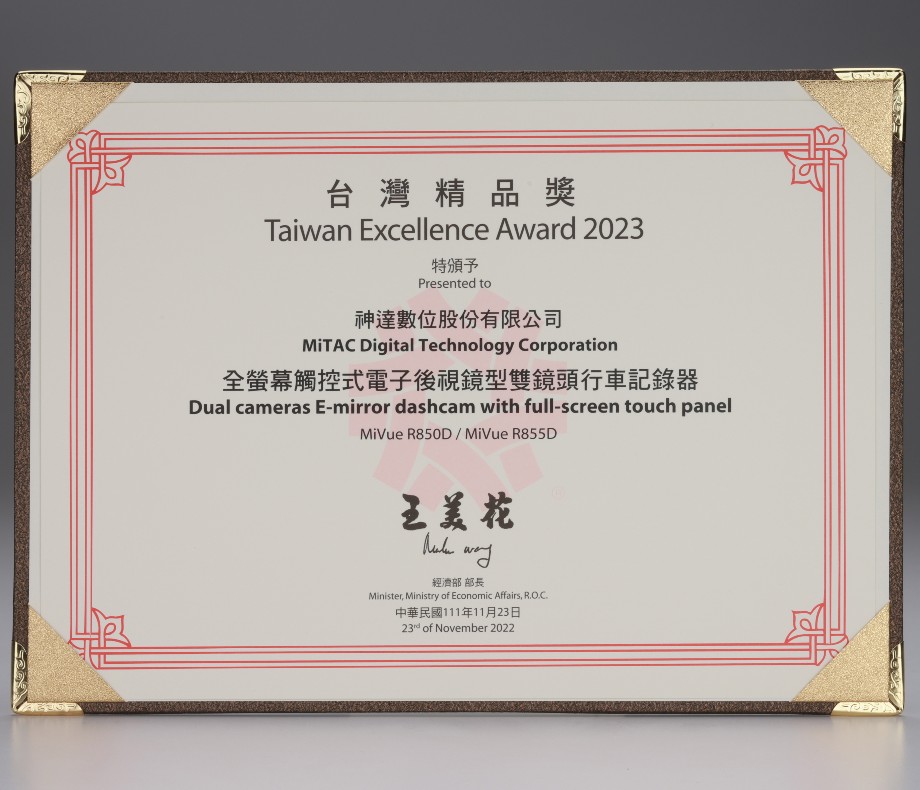 台灣精品獎
Taiwan Excellence Award 2023
特頒予
Presented to
神達數位股份有限公司
MiTAC Digital Technology Corporation
全螢幕觸控式電子後視鏡型雙鏡頭行車記錄器
Dual cameras E-mirror dashcam with full-screen touch panel
MiVue R850D / MiVue R855D
王美花
經濟部 部長
Minister, Ministry of Economic Affairs, R.O.C.
中華民國111年11月23日
23rd of November 2022